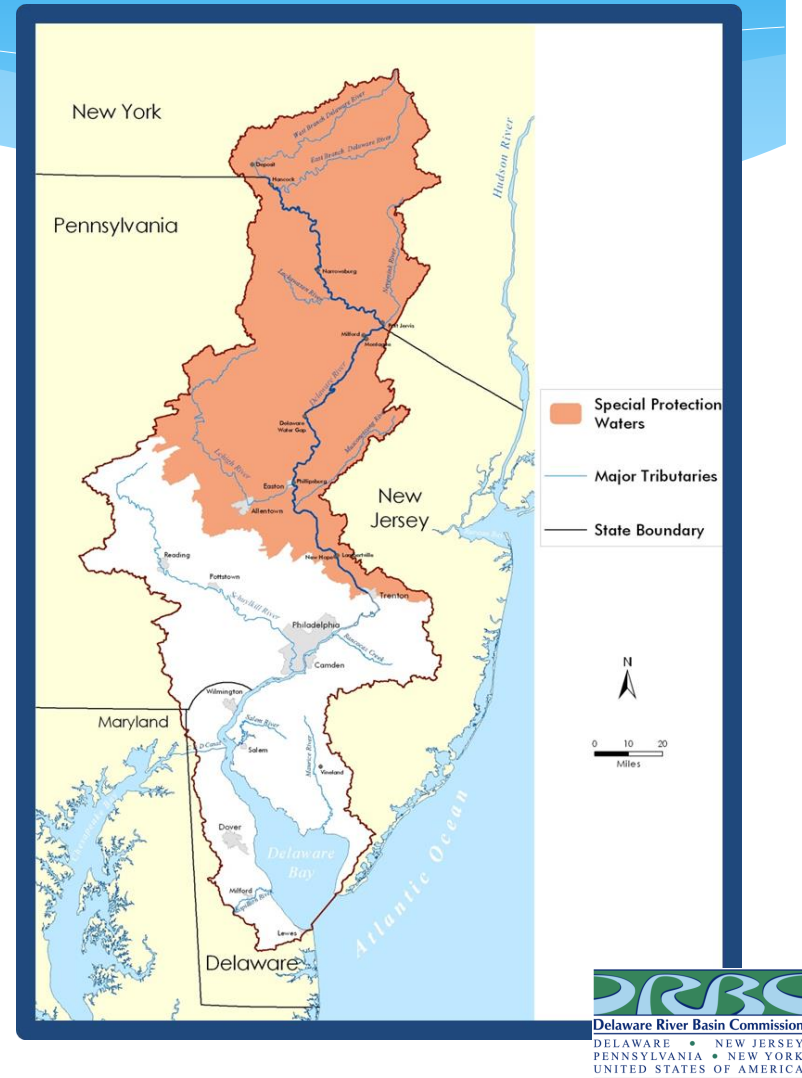 New York
West Branch Delaware River
East Branch Delaware River
Deposit
Hancock
Hudson River
Pennsylvania
Narrowsburg
Lackawaxen River
Neversink River
Port Jervis
Milford
Montague
Delaware River
Delaware
Water Gap
Musconetcong River
Lehigh River
Easton
Phillipsburg
Allentown
New
Jersey
Special Protection
Waters
Major Tributaries
State Boundary
New Hope
Lambertville
Reading
Pottstown
Trenton
Schuylkill River
Philadelphia
Rancocas Creek
Camden
N
Wilmington
Maryland
Salem River
C & D Canal
Salem
Maurice River
Vineland
0 10 20
Miles
Chesapeake Bay
Dover
Delaware
Bay
Atlantic Ocean
Milford
Lewes
Delaware
DRBC
Delaware River Basin Commission
DELAWARE • NEW JERSEY
PENNSYLVANIA • NEW YORK
UNITED STATES OF AMERICA